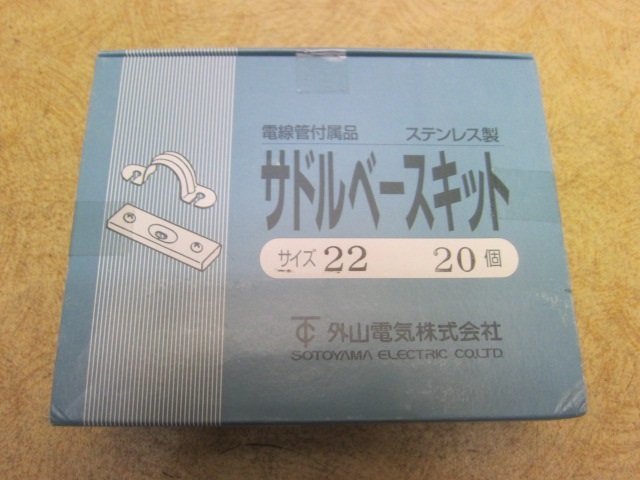 電線管付属品 ステンレス製
サドルベースキット
サイズ 22 20個
外山電気株式会社
SOTOYAMA ELECTRIC CO.LTD